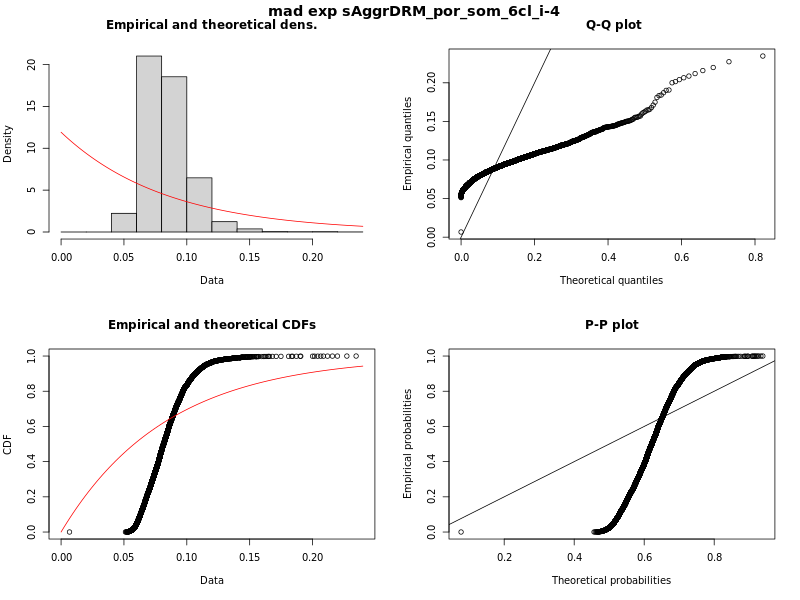 mad exp sAggrDRM_por_som_6cl_i-4
Empirical and theoretical dens.
Density
0 5 10 15 20
0.00 0.05 0.10 0.15 0.20
Data
Q-Q plot
Empirical quantiles
0.00 0.05 0.10 0.15 0.20
0.0 0.2 0.4 0.6 0.8
Theoretical quantiles
Empirical and theoretical CDFs
CDF
0.0 0.2 0.4 0.6 0.8 1.0
0.00 0.05 0.10 0.15 0.20
Data
P-P plot
Empirical probabilities
0.0 0.2 0.4 0.6 0.8 1.0
0.2 0.4 0.6 0.8
Theoretical probabilities